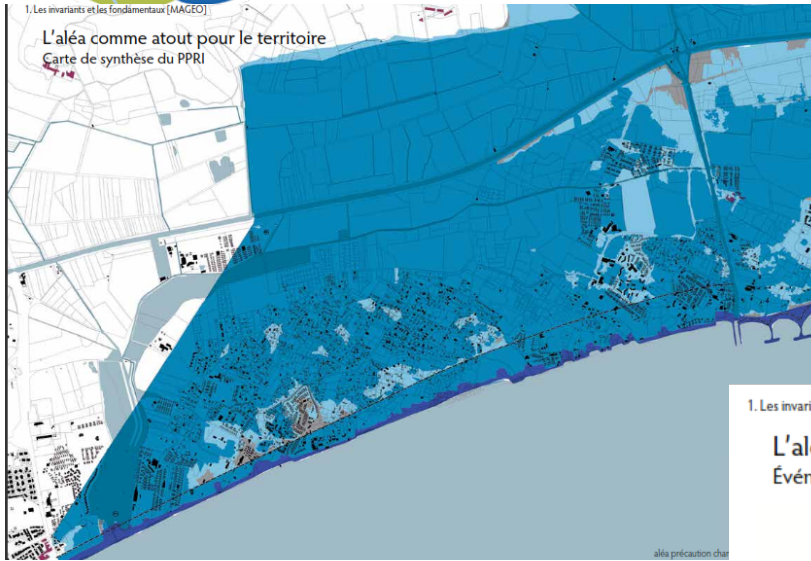 1. Les invariants et les fondamentaux [MAGEO]
L'aléa comme atout pour le territoire
Carte de synthèse du PPRI
aléa précaution char
1. Les invari
L'alé
Évén